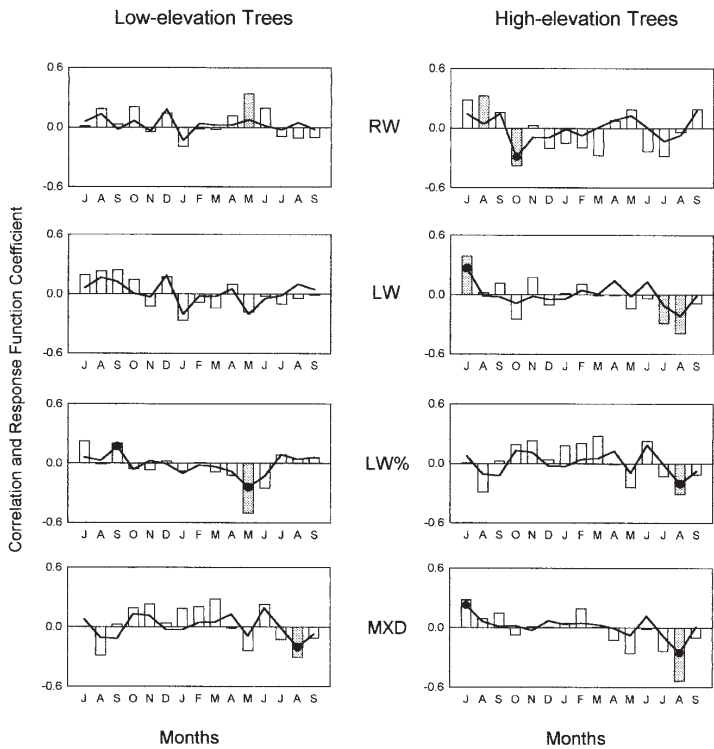 Low-elevation Trees
High-elevation Trees
Correlation and Response Function Coefficient
0.6
0.0
-0.6
J A S O N D J F M A M J J A S
RW
0.6
0.0
-0.6
J A S O N D J F M A M J J A S
0.6
0.0
-0.6
J A S O N D J F M A M J J A S
LW
0.6
0.0
-0.6
J A S O N D J F M A M J J A S
0.6
0.0
-0.6
J A S O N D J F M A M J J A S
LW%
0.6
0.0
-0.6
J A S O N D J F M A M J J A S
0.6
0.0
-0.6
J A S O N D J F M A M J J A S
MXD
0.6
0.0
-0.6
J A S O N D J F M A M J J A S
Months
Months